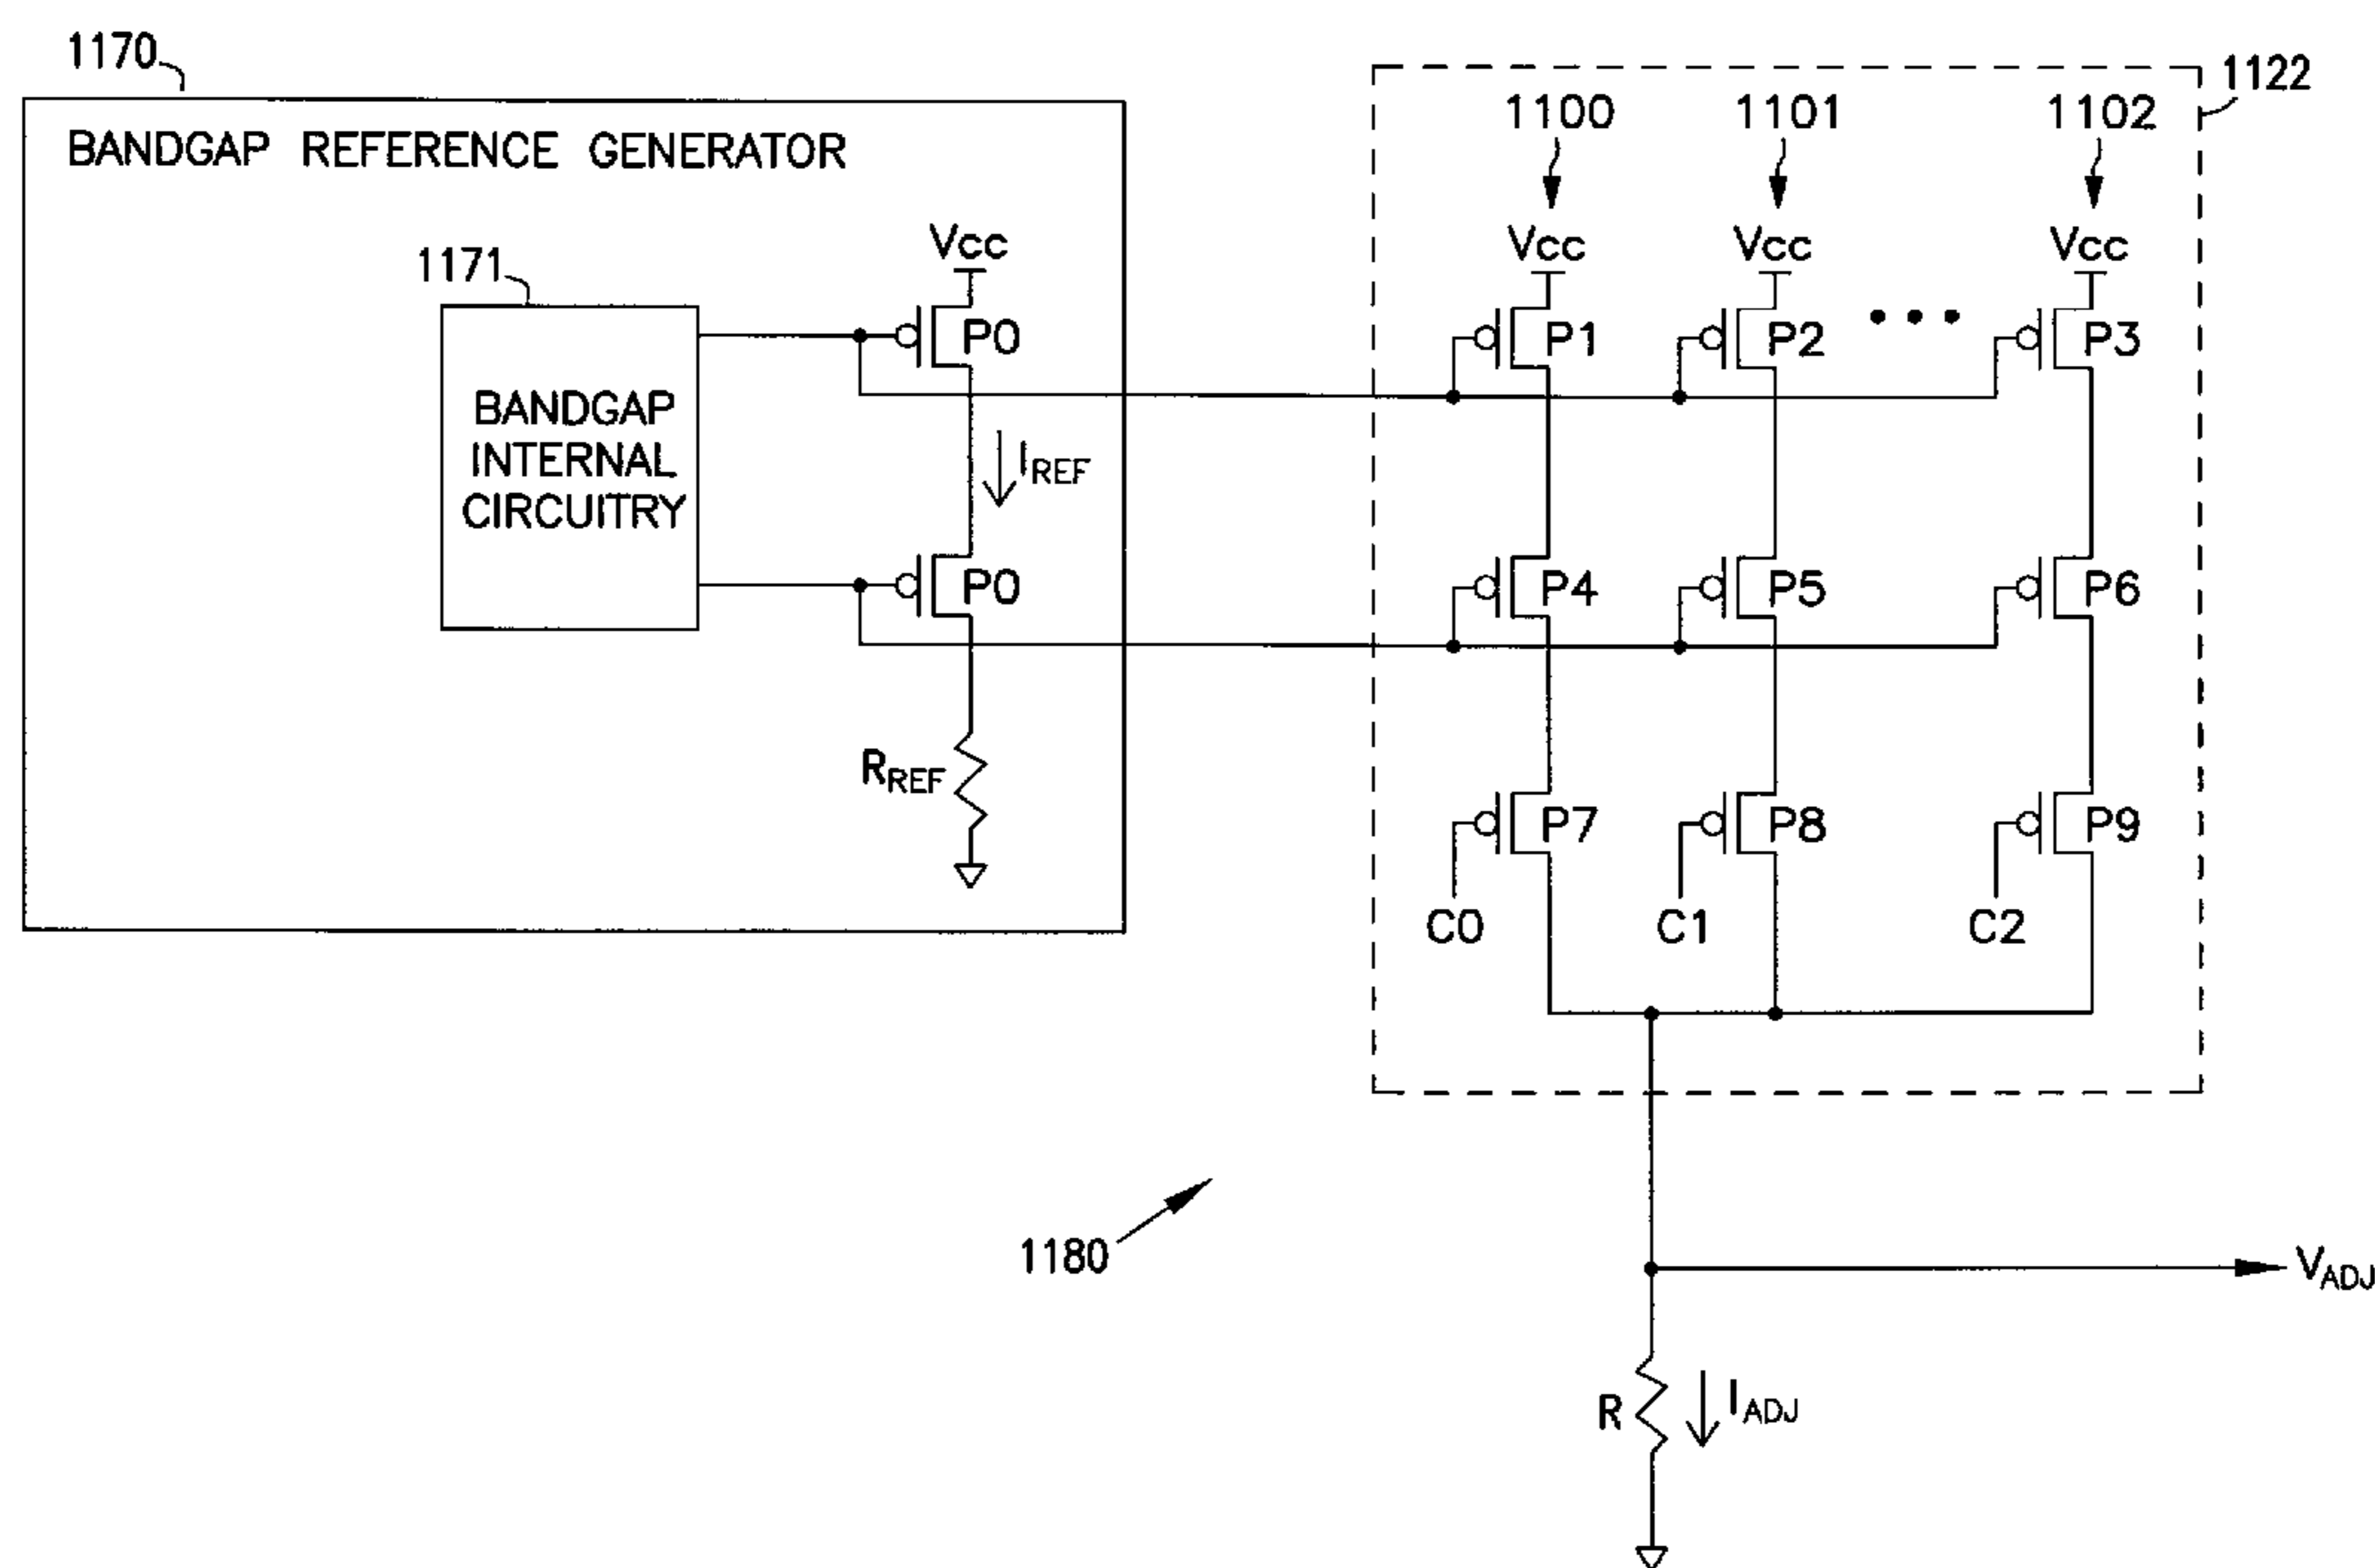 1170
BANDGAP REFERENCE GENERATOR
1171
BANDGAP
INTERNAL
CIRCUITRY
Vcc
P0
IREF
P0
RREF
1122
1100 1101 1102
Vcc Vcc Vcc
P1 P2 • • • P3
P4 P5 P6
P7 P8 P9
C0 C1 C2
1180
VADJ
R IADJ